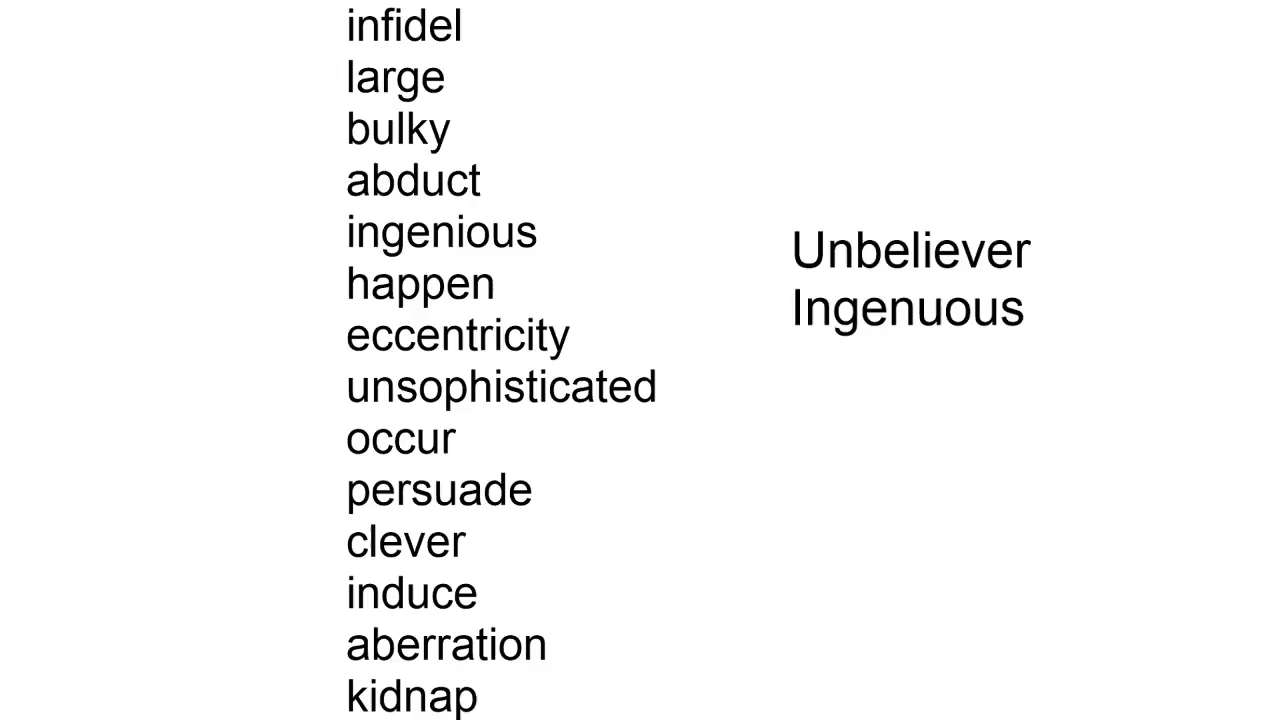 infidel
large
bulky
abduct
ingenious
happen
eccentricity
unsophisticated
occur
persuade
clever
induce
aberration
kidnap
Unbeliever
Ingenuous